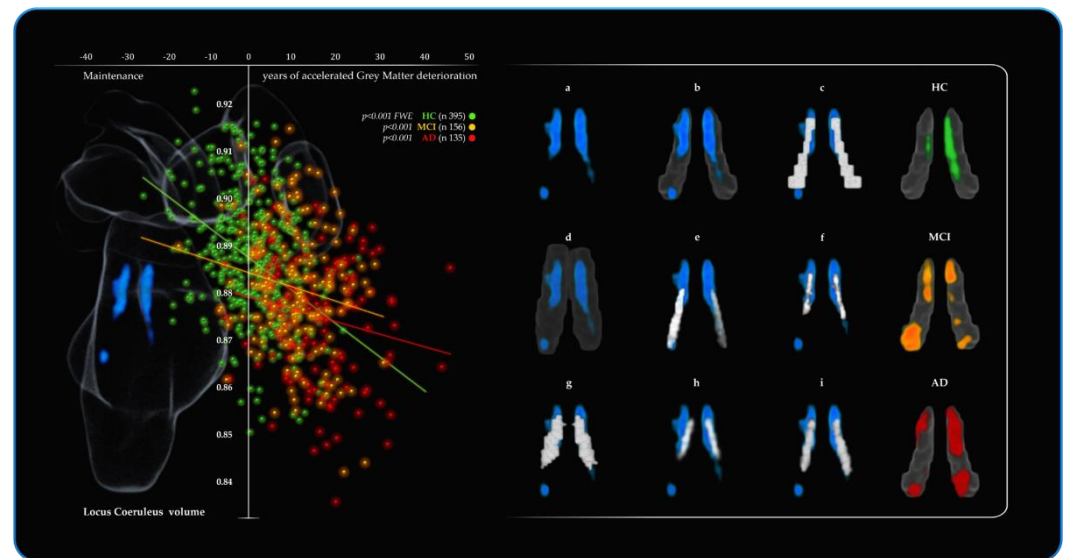 -40 -30 -20 -10 0 10 20 30 40 50
Maintenance years of accelerated Grey Matter deterioration
p<0.001 FWE HC (n 395)
p<0.001 MCI (n 156)
p<0.001 AD (n 135)
0.92
0.91
0.90
0.89
0.88
0.87
0.86
0.85
0.84
Locus Coeruleus volume
a b c HC
d e f MCI
g h i AD